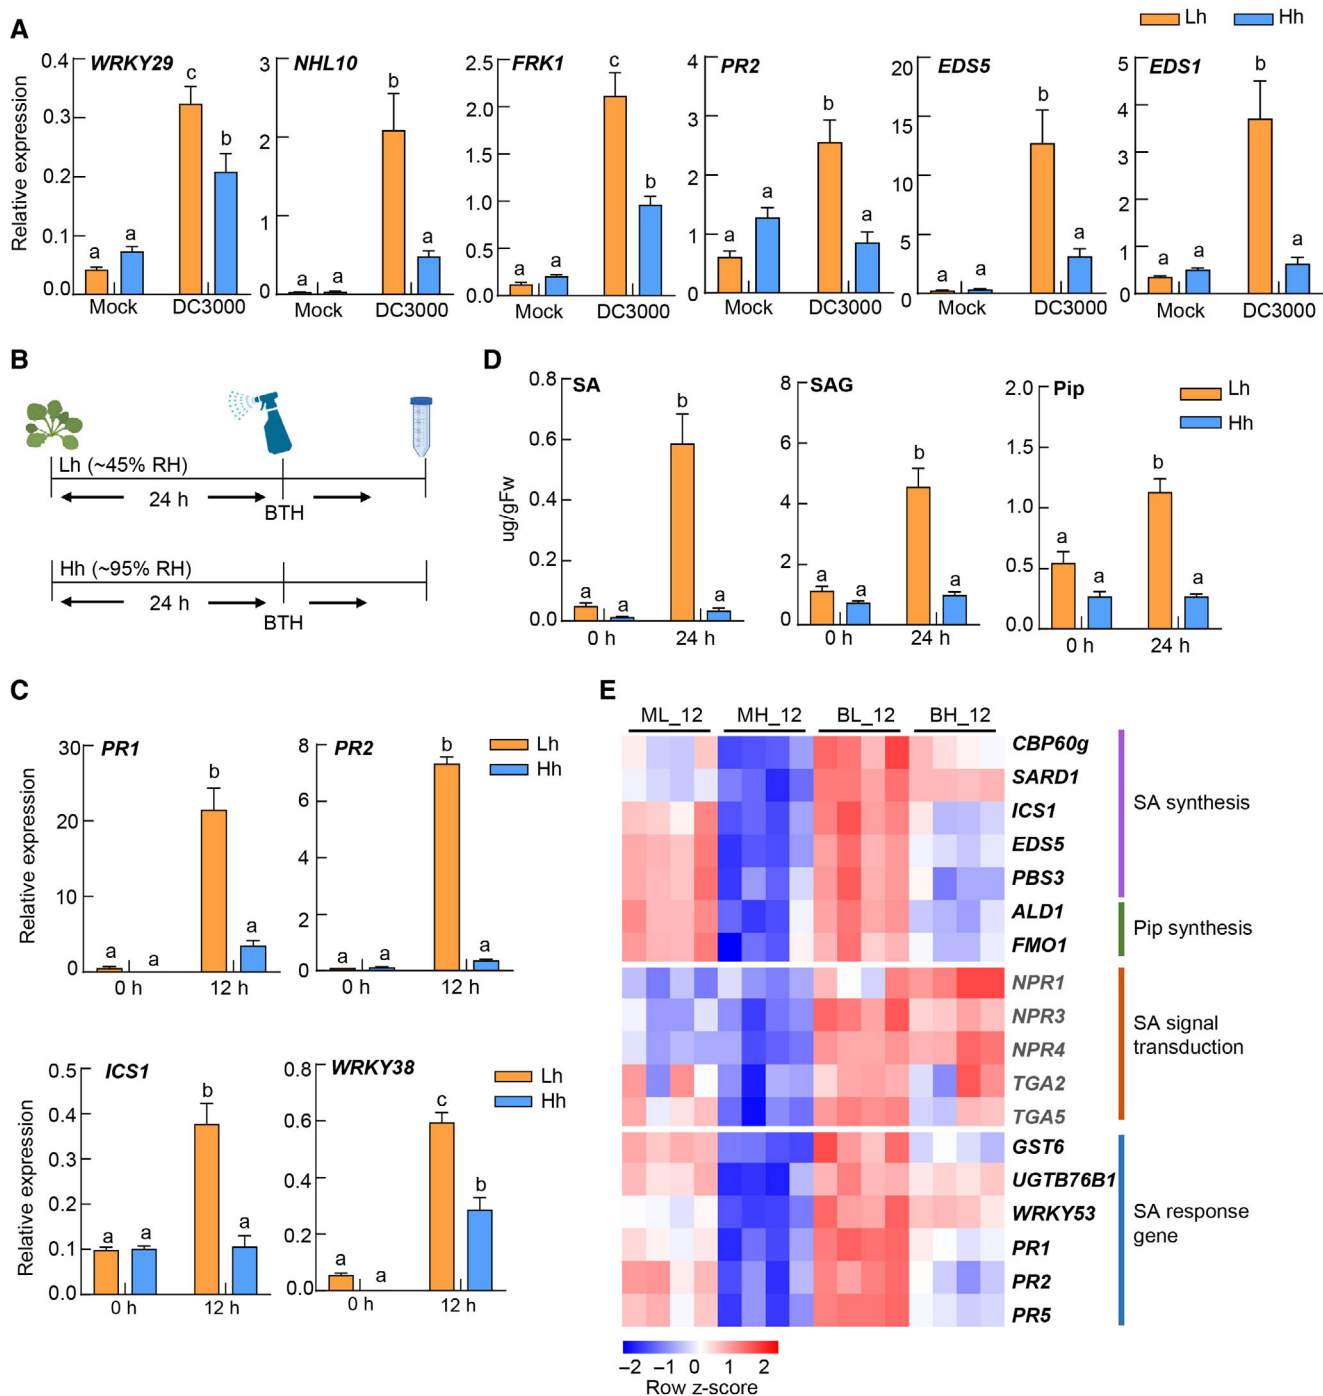 Lh Hh
A
WRKY29 NHL10 FRK1 PR2 EDS5 EDS1
Relative expression
0.4 0.3 0.2 0.1 0.0
a a c b
Mock DC3000
3 2 1 0
a a b a
Mock DC3000
2.5 2.0 1.5 1.0 0.5 0.0
a a c b
Mock DC3000
4 3 2 1 0
a a b a
Mock DC3000
20 15 10 5 0
a a b a
Mock DC3000
5 4 3 2 1 0
a a b a
Mock DC3000
B
Lh (~45% RH)
24 h
BTH
Hh (~95% RH)
24 h
BTH
D
SA SAG Pip
Lh
Hh
ug/gFw
0.8 0.6 0.4 0.2 0.0
a a b a
0 h 24 h
8 6 4 2 0
a a b a
0 h 24 h
2.0 1.5 1.0 0.5 0.0
a a b a
0 h 24 h
C
PR1 PR2
Lh
Hh
Relative expression
30 20 10 0
a a b a
0 h 12 h
8 6 4 2 0
a a b a
0 h 12 h
ICS1 WRKY38
Lh
Hh
Relative expression
0.5 0.4 0.3 0.2 0.1 0.0
a a b a
0 h 12 h
0.8 0.6 0.4 0.2 0.0
a a c b
0 h 12 h
E
ML_12 MH_12 BL_12 BH_12
CBP60g
SARD1
ICS1
EDS5
PBS3
SA synthesis
ALD1
FMO1
Pip synthesis
NPR1
NPR3
NPR4
TGA2
TGA5
SA signal
transduction
GST6
UGTB76B1
WRKY53
PR1
PR2
PR5
SA response
gene
−2 −1 0 1 2
Row z-score